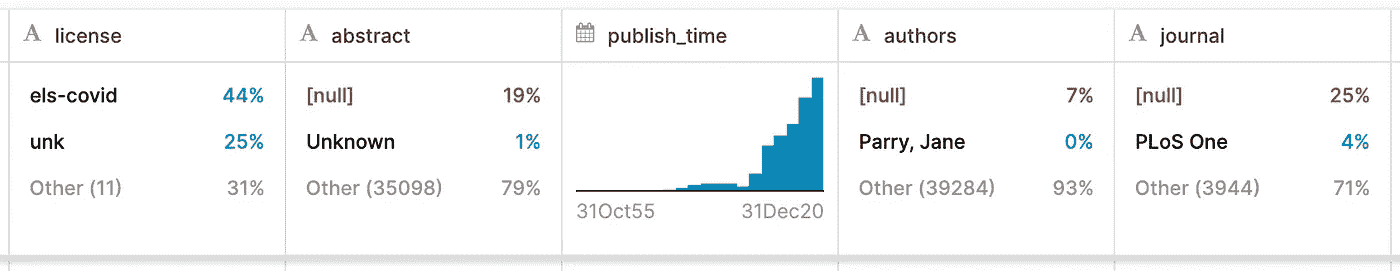 A license
A abstract
publish_time
A authors
A journal
els-covid 44%
unk 25%
Other (11) 31%
[null] 19%
Unknown 1%
Other (35098) 79%
31Oct55 31Dec20
[null] 7%
Parry, Jane 0%
Other (39284) 93%
[null] 25%
PLoS One 4%
Other (3944) 71%